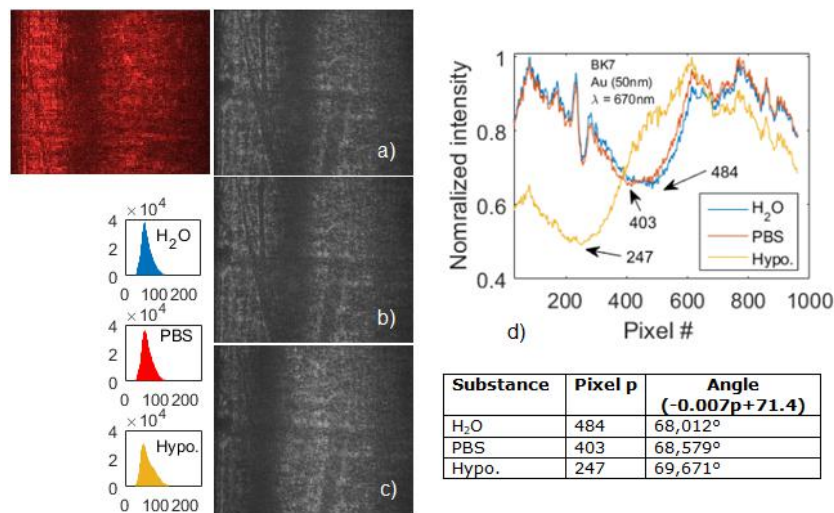 a)
4 ×10⁴
H₂O
2
0
0 100 200
4 ×10⁴
PBS
2
0
0 100 200
4 ×10⁴
Hypo.
2
0
0 100 200
b)
c)
Nomralized intensity
1
0.8
0.6
0.4
BK7
Au (50nm)
λ = 670nm
484
403
247
H₂O
PBS
Hypo.
200 400 600 800 1000
d) Pixel #
Substance Pixel p Angle
(-0.007p+71.4)
H₂O 484 68,012°
PBS 403 68,579°
Hypo. 247 69,671°